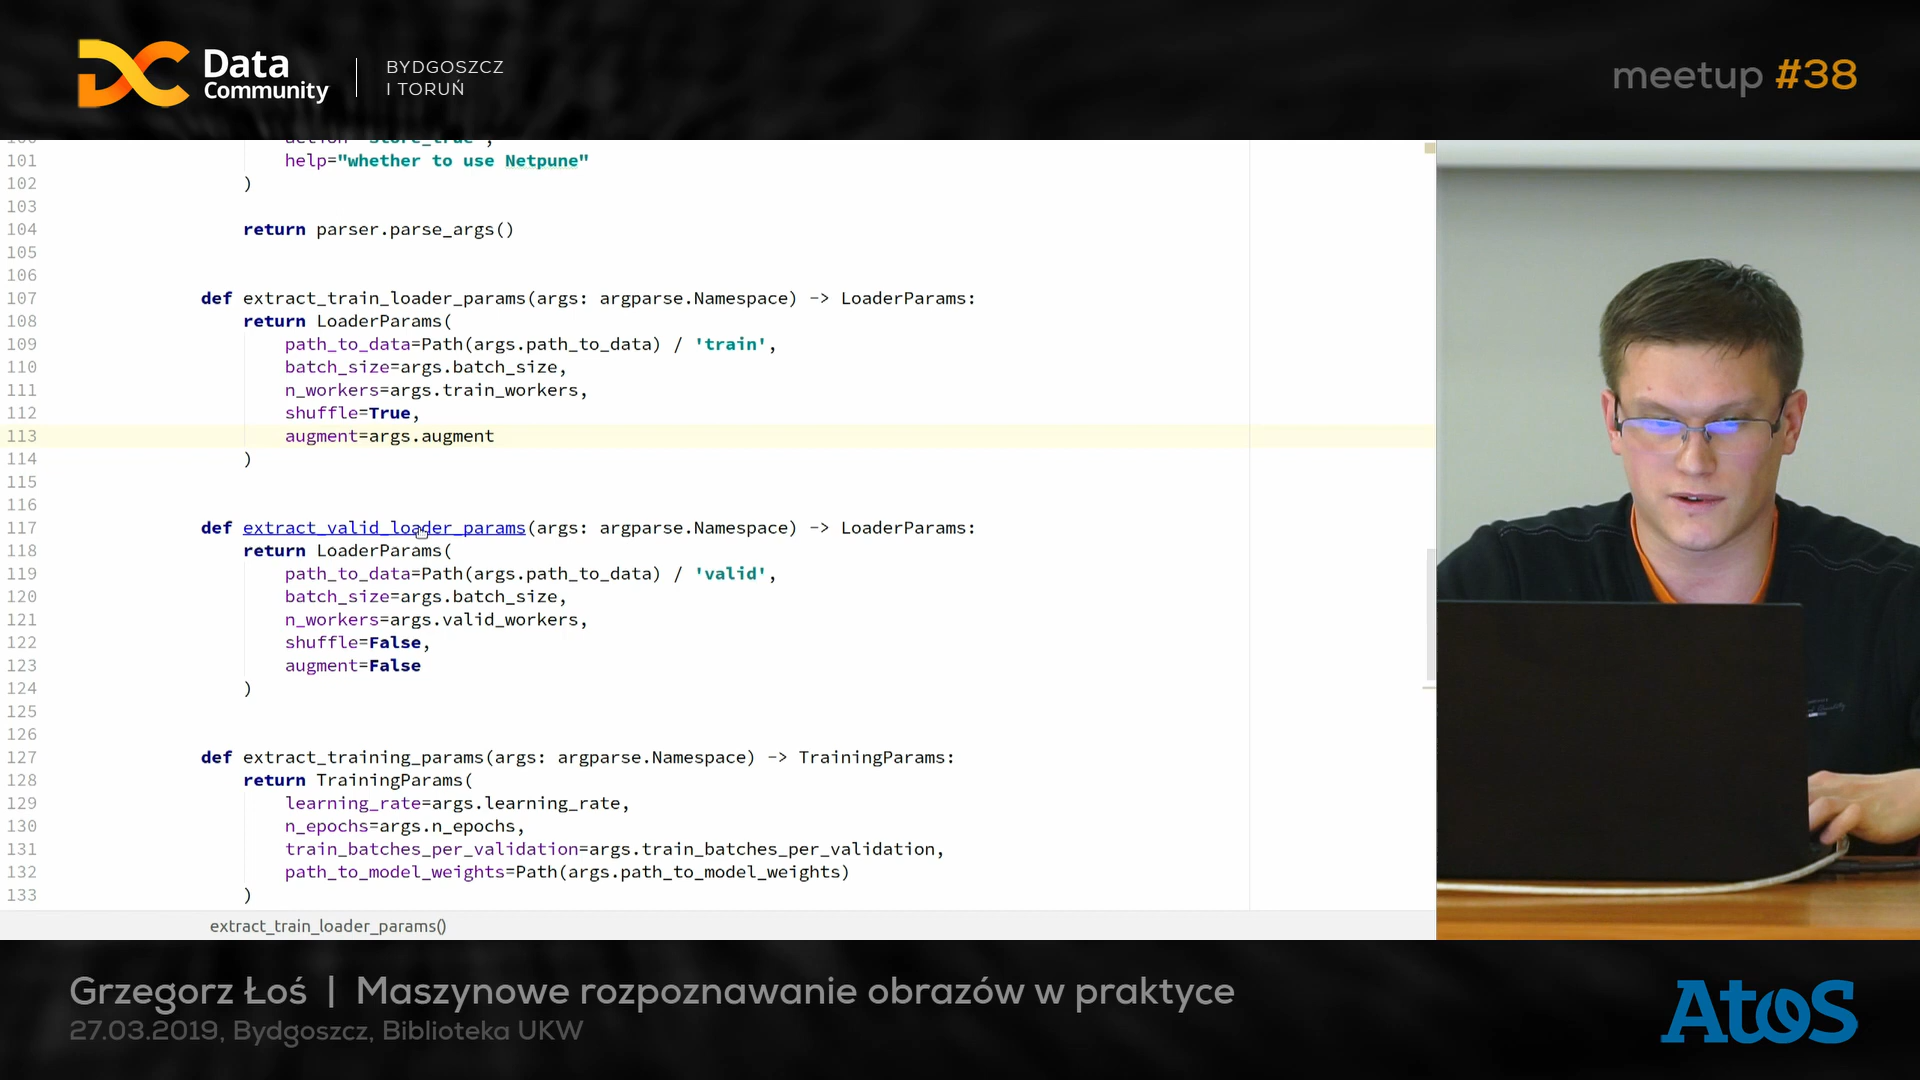 Data
Community
BYDGOSZCZ
I TORUŃ
meetup #38
101 help="whether to use Netpune"
102 )
103
104 return parser.parse_args()
105
106
107 def extract_train_loader_params(args: argparse.Namespace) -> LoaderParams:
108 return LoaderParams(
109 path_to_data=Path(args.path_to_data) / 'train',
110 batch_size=args.batch_size,
111 n_workers=args.train_workers,
112 shuffle=True,
113 augment=args.augment
114 )
115
116
117 def extract_valid_loader_params(args: argparse.Namespace) -> LoaderParams:
118 return LoaderParams(
119 path_to_data=Path(args.path_to_data) / 'valid',
120 batch_size=args.batch_size,
121 n_workers=args.valid_workers,
122 shuffle=False,
123 augment=False
124 )
125
126
127 def extract_training_params(args: argparse.Namespace) -> TrainingParams:
128 return TrainingParams(
129 learning_rate=args.learning_rate,
130 n_epochs=args.n_epochs,
131 train_batches_per_validation=args.train_batches_per_validation,
132 path_to_model_weights=Path(args.path_to_model_weights)
133 )
extract_train_loader_params()
Grzegorz Łoś | Maszynowe rozpoznawanie obrazów w praktyce
27.03.2019, Bydgoszcz, Biblioteka UKW
Atos